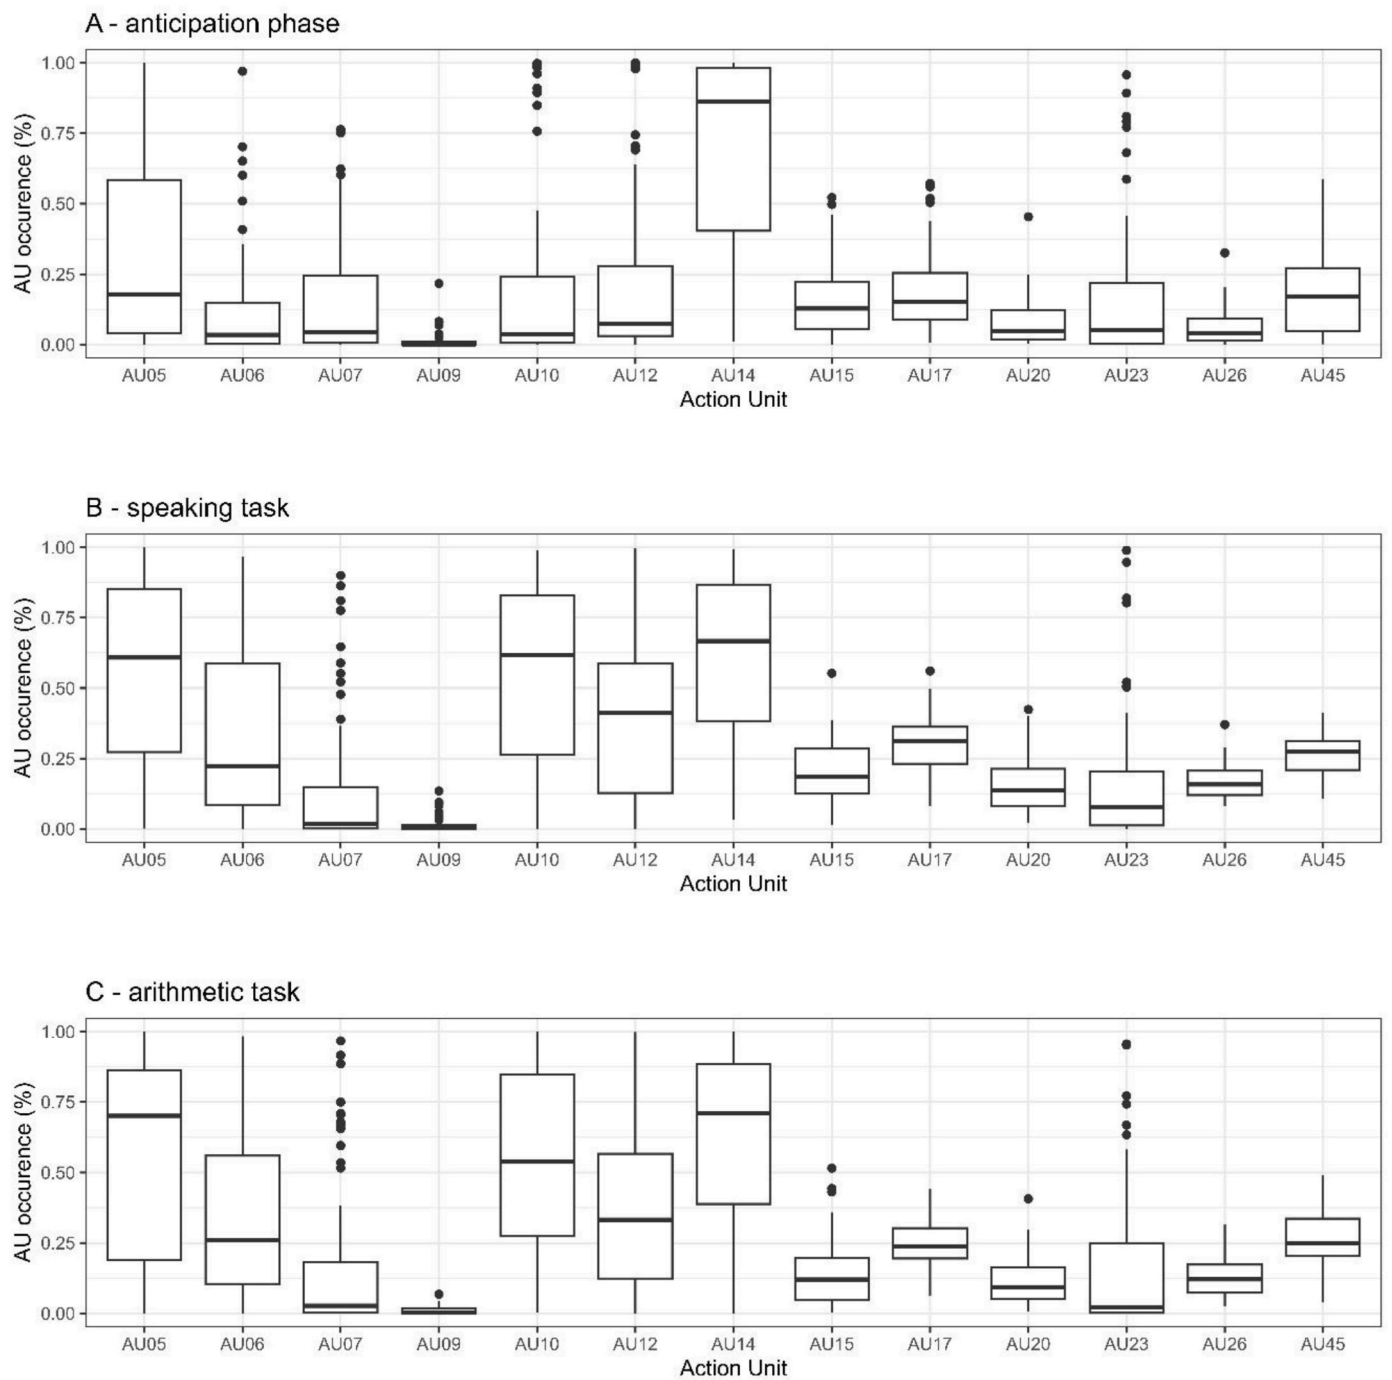 A - anticipation phase
AU occurence (%)
1.00
0.75
0.50
0.25
0.00
AU05 AU06 AU07 AU09 AU10 AU12 AU14 AU15 AU17 AU20 AU23 AU26 AU45
Action Unit
B - speaking task
AU occurence (%)
1.00
0.75
0.50
0.25
0.00
AU05 AU06 AU07 AU09 AU10 AU12 AU14 AU15 AU17 AU20 AU23 AU26 AU45
Action Unit
C - arithmetic task
AU occurence (%)
1.00
0.75
0.50
0.25
0.00
AU05 AU06 AU07 AU09 AU10 AU12 AU14 AU15 AU17 AU20 AU23 AU26 AU45
Action Unit